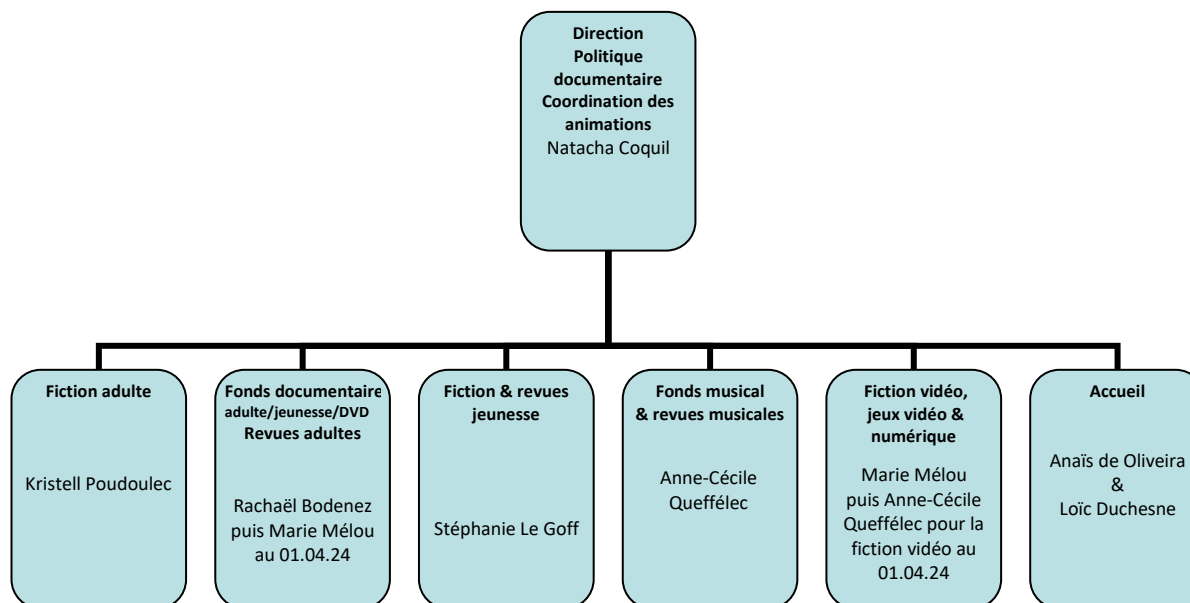 Direction
Politique
documentaire
Coordination des
animations
Natacha Coquil
Fiction adulte
Kristell Poudoulec
Fonds documentaire
adulte/jeunesse/DVD
Revues adultes
Rachaël Bodenez
puis Marie Mélou
au 01.04.24
Fiction & revues
jeunesse
Stéphanie Le Goff
Fonds musical
& revues musicales
Anne-Cécile
Queffélec
Fiction vidéo,
jeux vidéo &
numérique
Marie Mélou
puis Anne-Cécile
Queffélec pour la
fiction vidéo au
01.04.24
Accueil
Anaïs de Oliveira
&
Loïc Duchesne